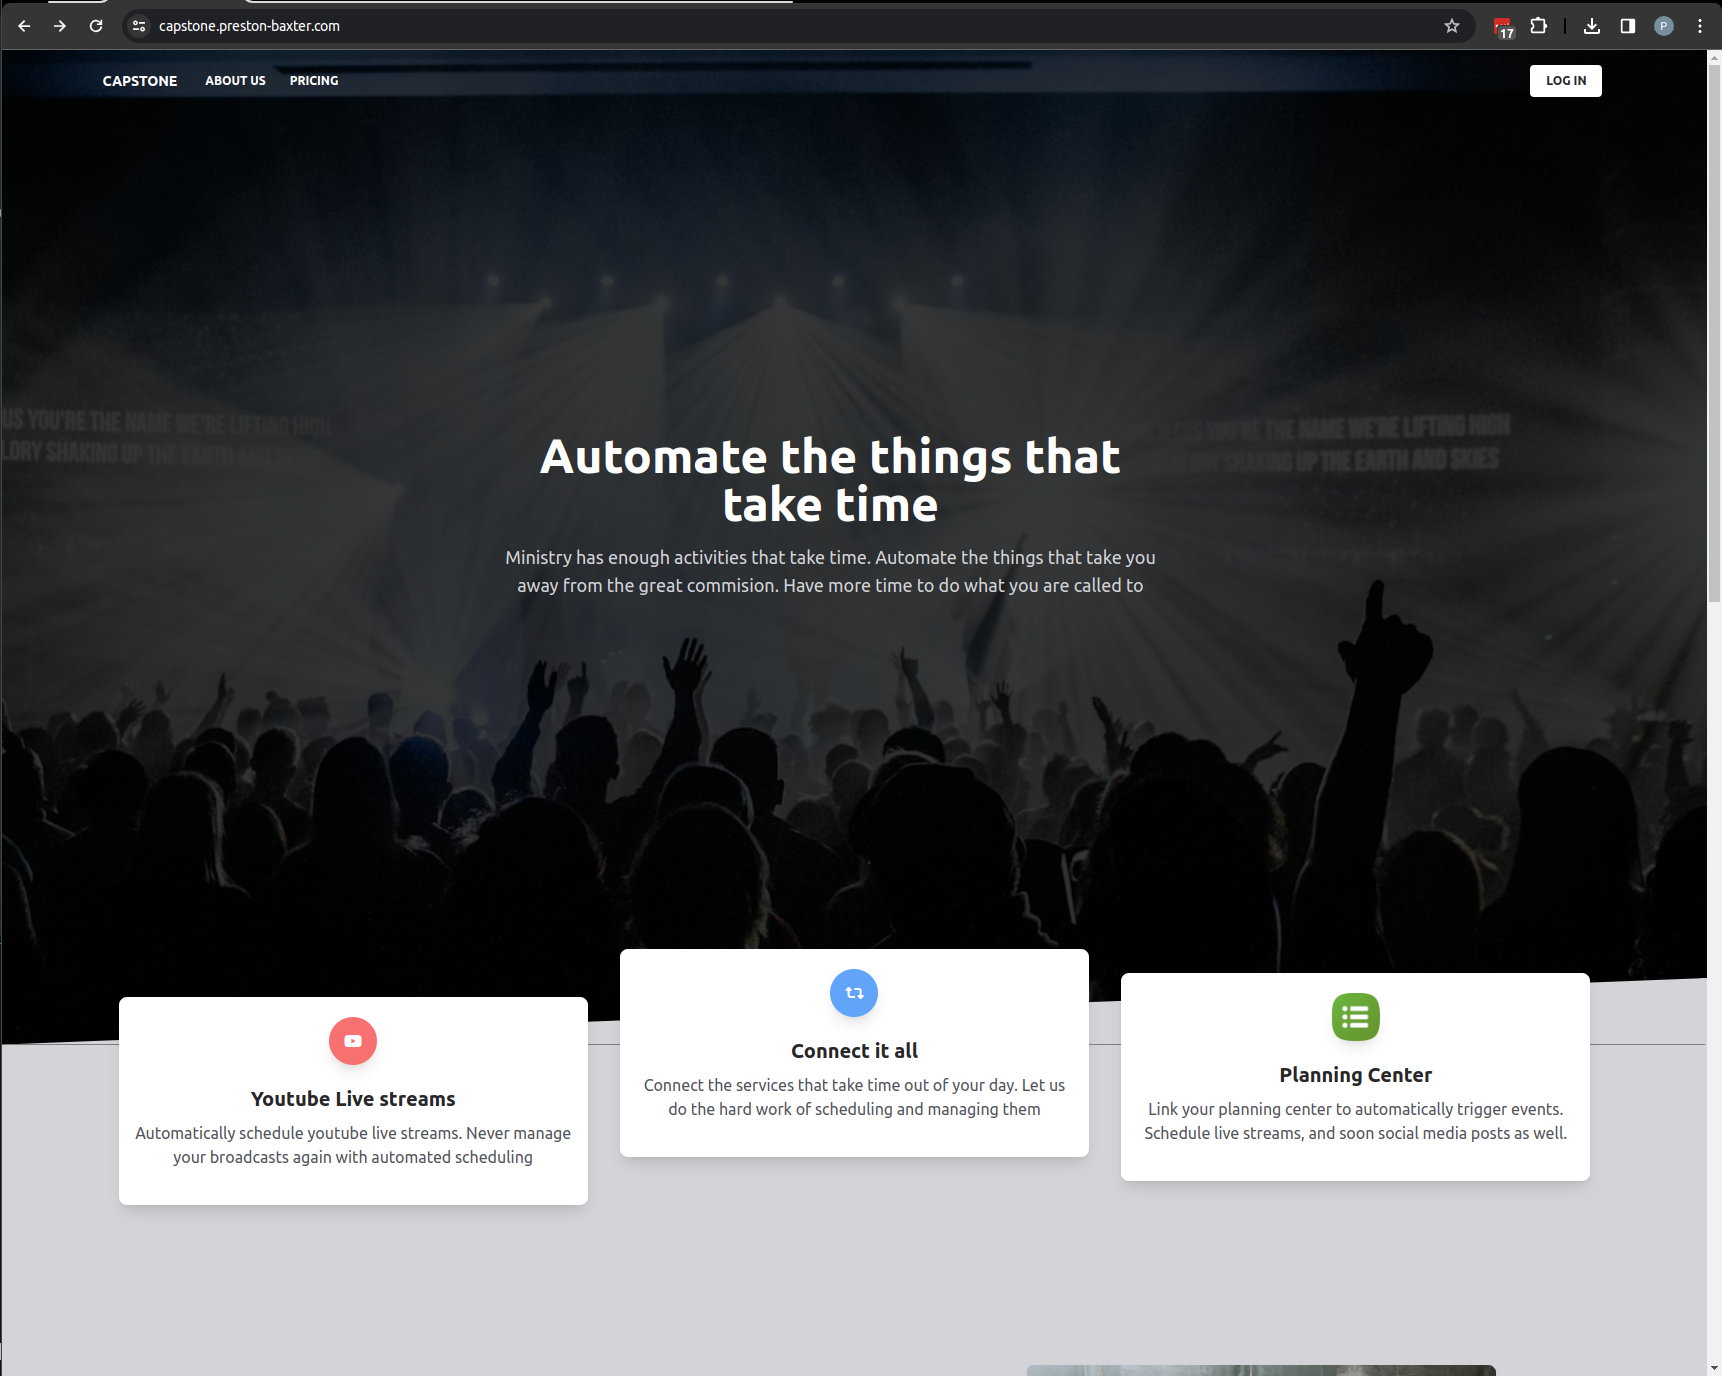 capstone.preston-baxter.com
17
P
CAPSTONE ABOUT US PRICING LOG IN
US YOU'RE THE NAME WE'RE LIFTING HIGH
LORY SHAKING UP THE EARTH AND
YOU'RE THE NAME WE'RE LIFTING HIGH
SHAKING UP THE EARTH AND SKIES
Automate the things that
take time
Ministry has enough activities that take time. Automate the things that take you
away from the great commision. Have more time to do what you are called to
Youtube Live streams
Automatically schedule youtube live streams. Never manage
your broadcasts again with automated scheduling
Connect it all
Connect the services that take time out of your day. Let us
do the hard work of scheduling and managing them
Planning Center
Link your planning center to automatically trigger events.
Schedule live streams, and soon social media posts as well.